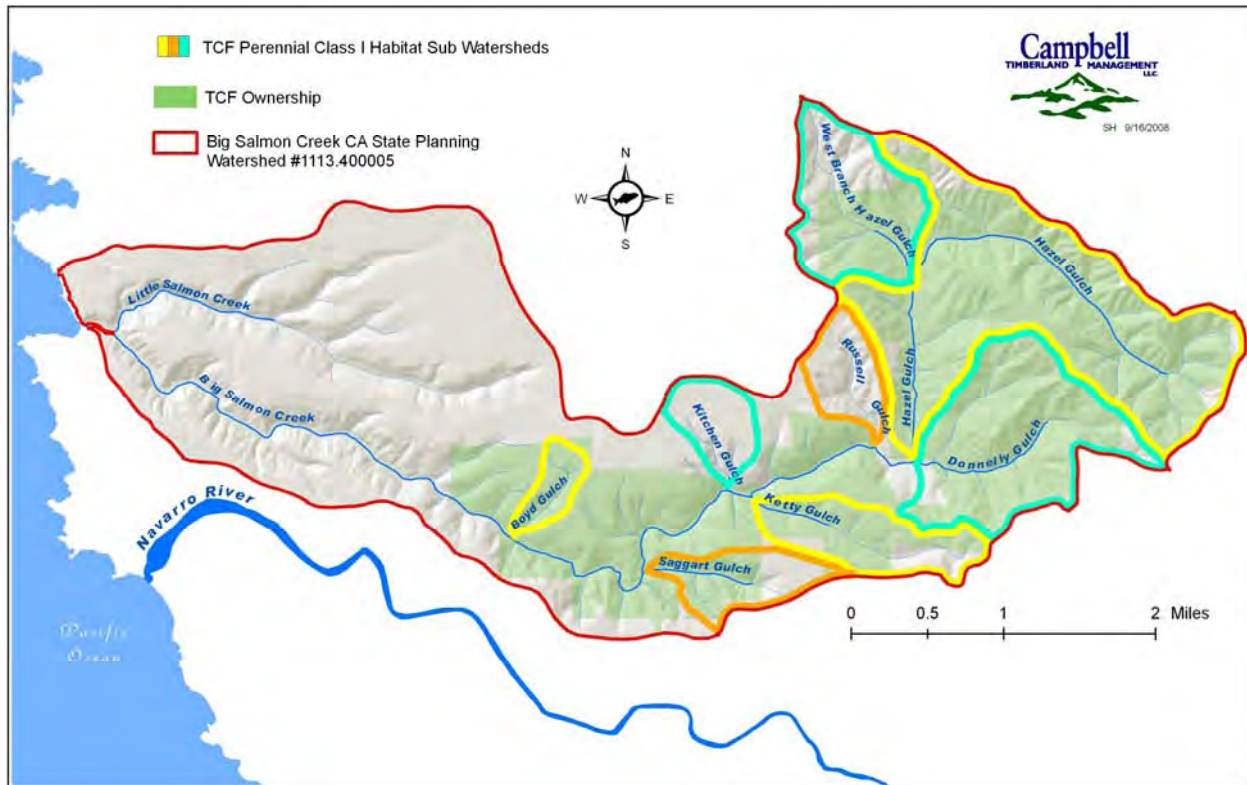 TCF Perennial Class I Habitat Sub Watersheds
TCF Ownership
Big Salmon Creek CA State Planning
Watershed #1113.400005
Campbell
TIMBERLAND MANAGEMENT
LLC.
SH 9/16/2008
N
W E
S
West Branch Hazel Gulch
Hazel Gulch
Little Salmon Creek
Big Salmon Creek
Russell Gulch
Hazel Gulch
Kitchen Gulch
Donnelly Gulch
Boyd Gulch
Ketty Gulch
Saggart Gulch
Navarro River
Pacific
Ocean
0 0.5 1 2 Miles